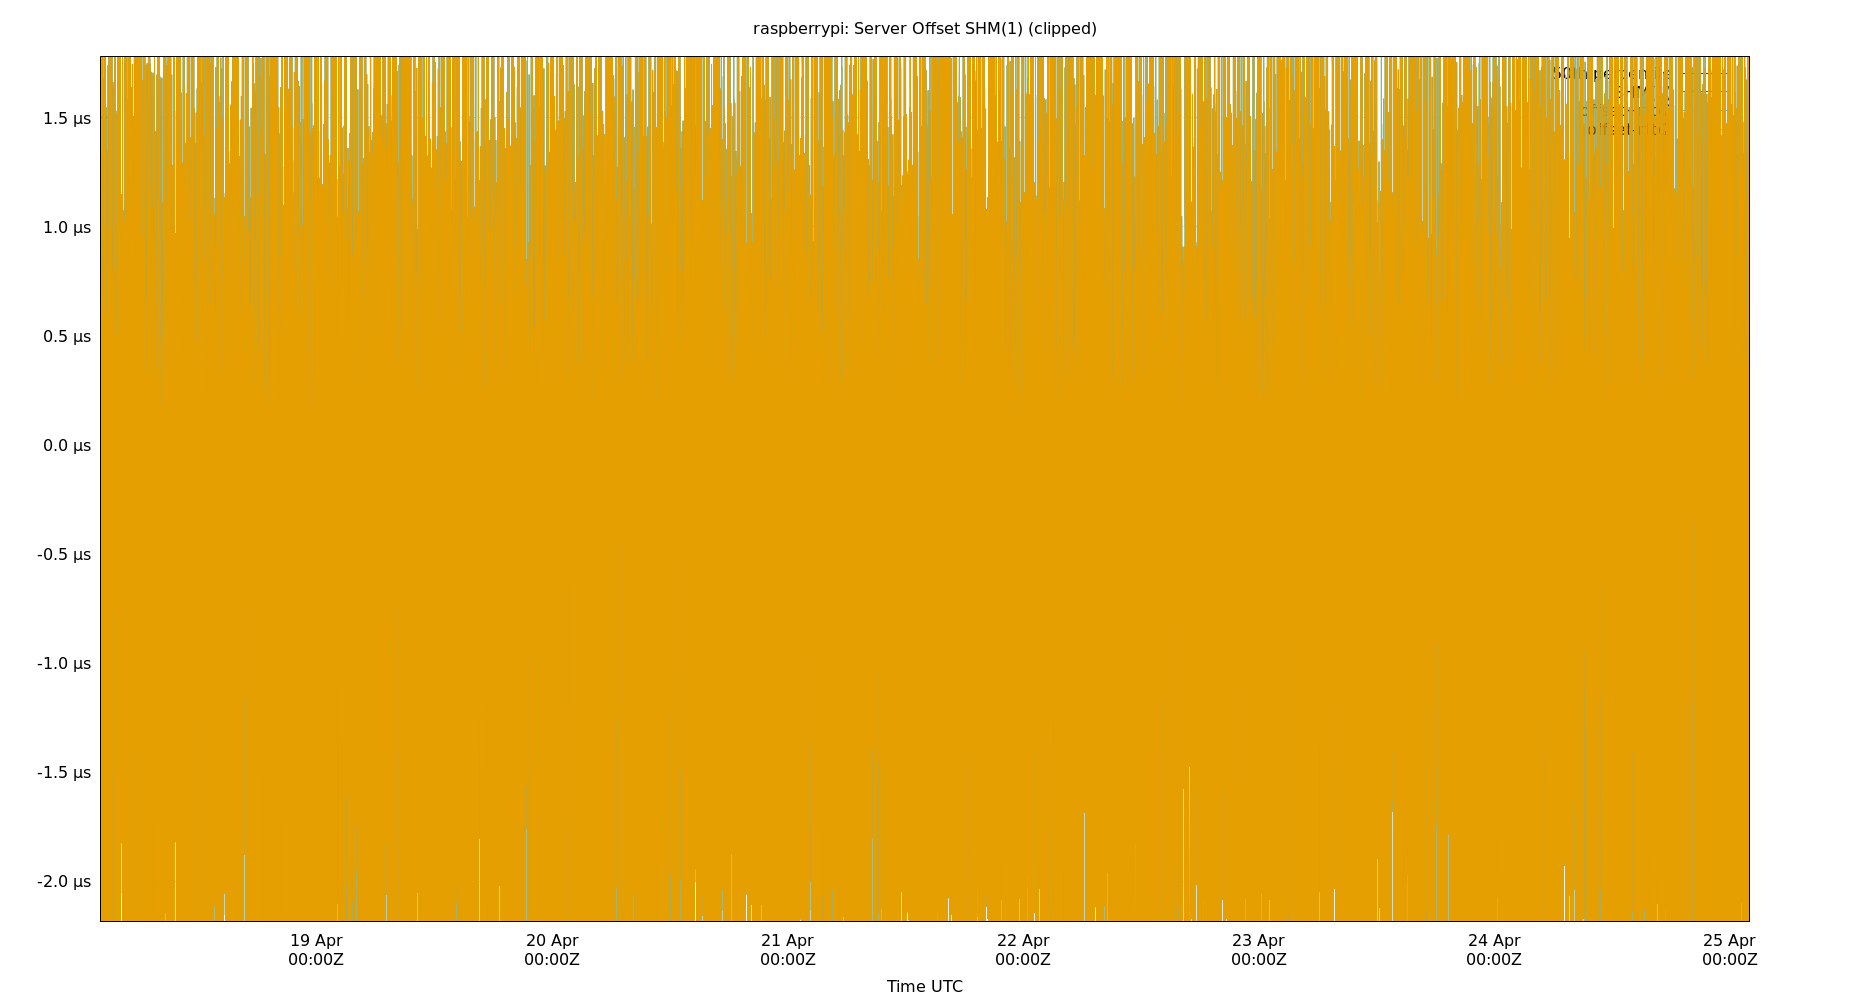 raspberrypi: Server Offset SHM(1) (clipped)
1.5 µs
1.0 µs
0.5 µs
0.0 µs
-0.5 µs
-1.0 µs
-1.5 µs
-2.0 µs
19 Apr 20 Apr 21 Apr 22 Apr 23 Apr 24 Apr 25 Apr
00:00Z 00:00Z 00:00Z 00:00Z 00:00Z 00:00Z 00:00Z
Time UTC